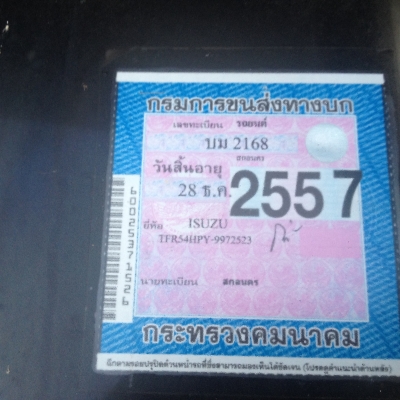 กรมการขนส่งทางบก
เลขทะเบียน รถยนต์
บม 2168
สกลนคร
วันสิ้นอายุ
28 ธ.ค. 2557
ยี่ห้อ ISUZU
TFR54HPY-9972523
นายทะเบียน สกลนคร
กระทรวงคมนาคม
60025371526